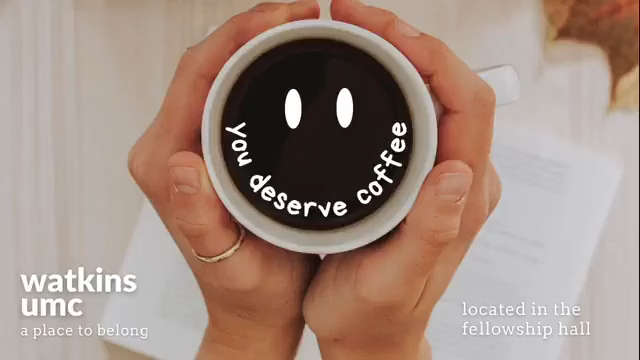 you deserve coffee
watkins
umc
a place to belong
located in the
fellowship hall